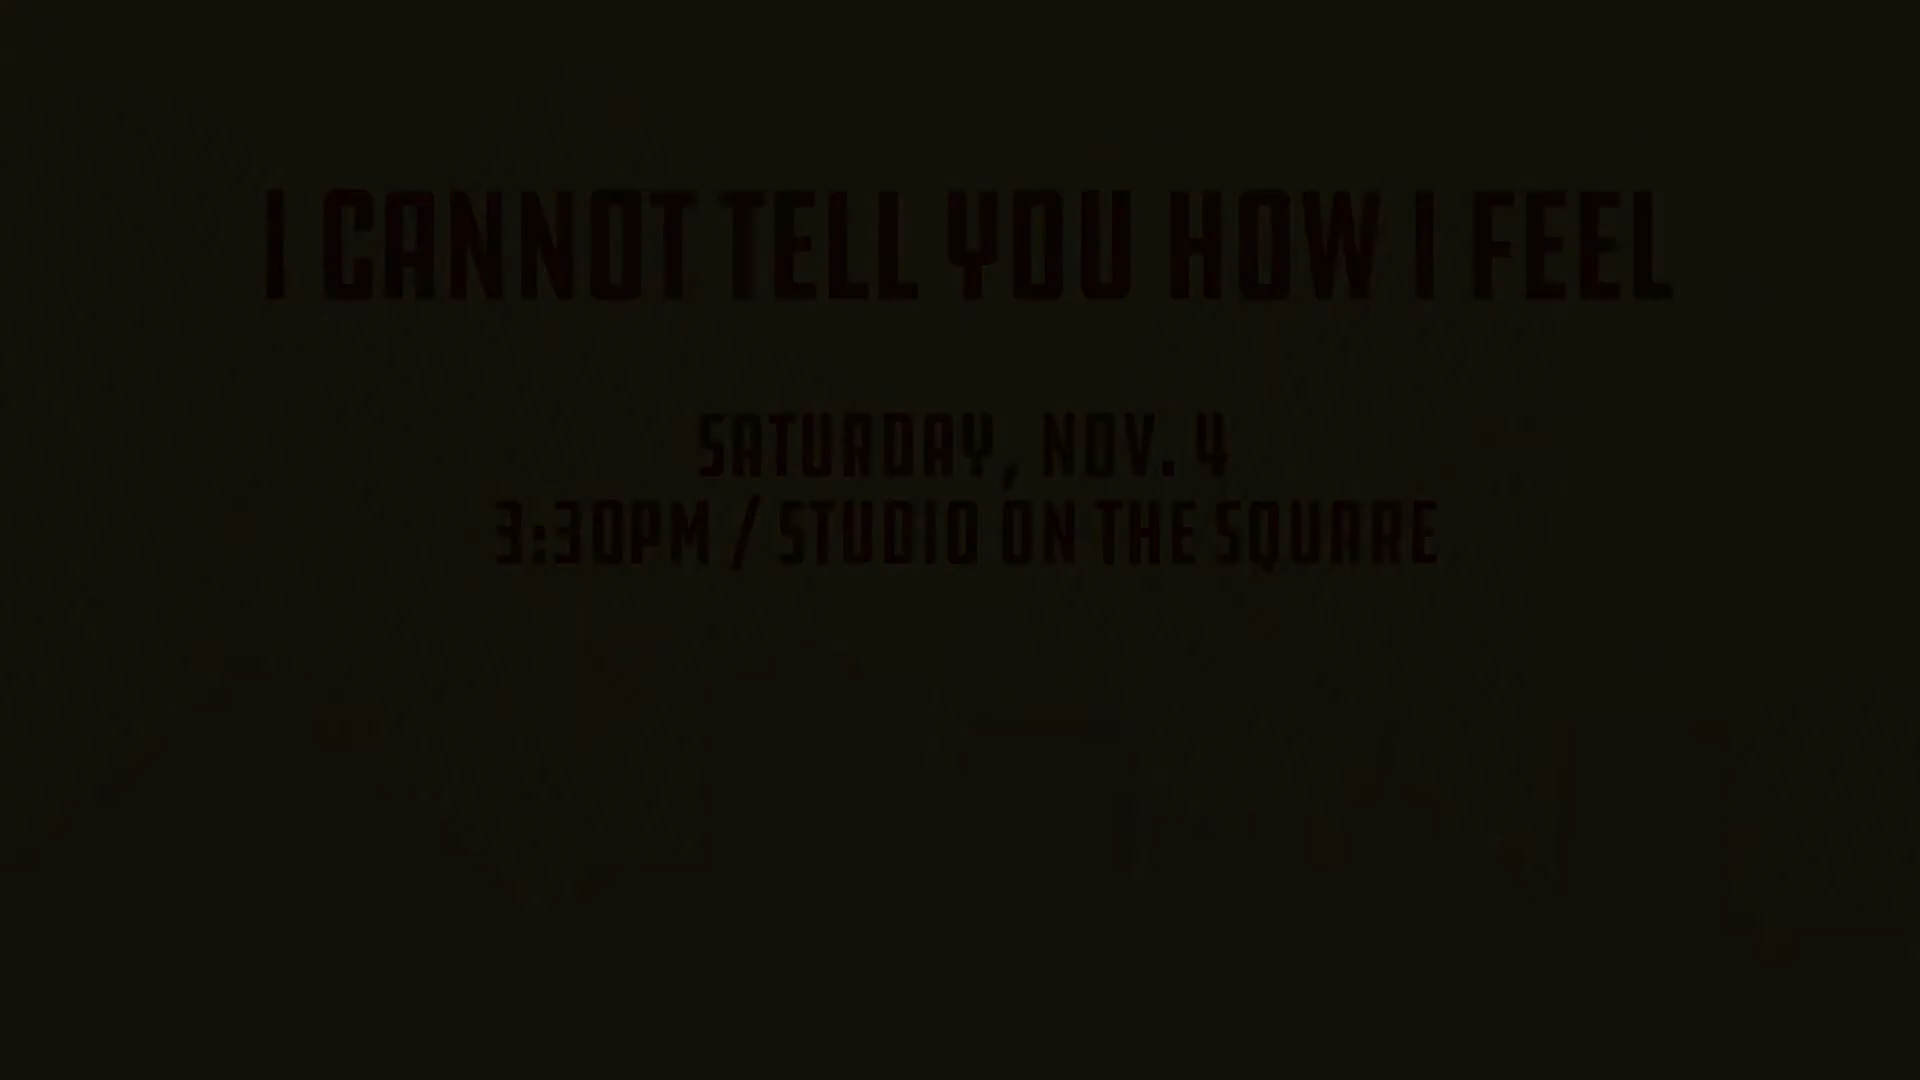 I CANNOT TELL YOU HOW I FEEL
SATURDAY, NOV. 4
3:30PM / STUDIO ON THE SQUARE